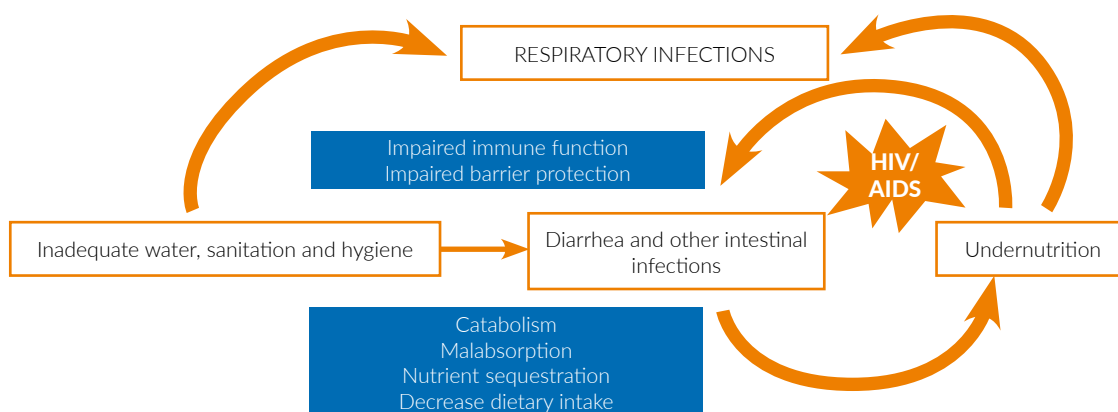 RESPIRATORY INFECTIONS
Impaired immune function
Impaired barrier protection
HIV/
AIDS
Inadequate water, sanitation and hygiene
Diarrhea and other intestinal
infections
Undernutrition
Catabolism
Malabsorption
Nutrient sequestration
Decrease dietary intake